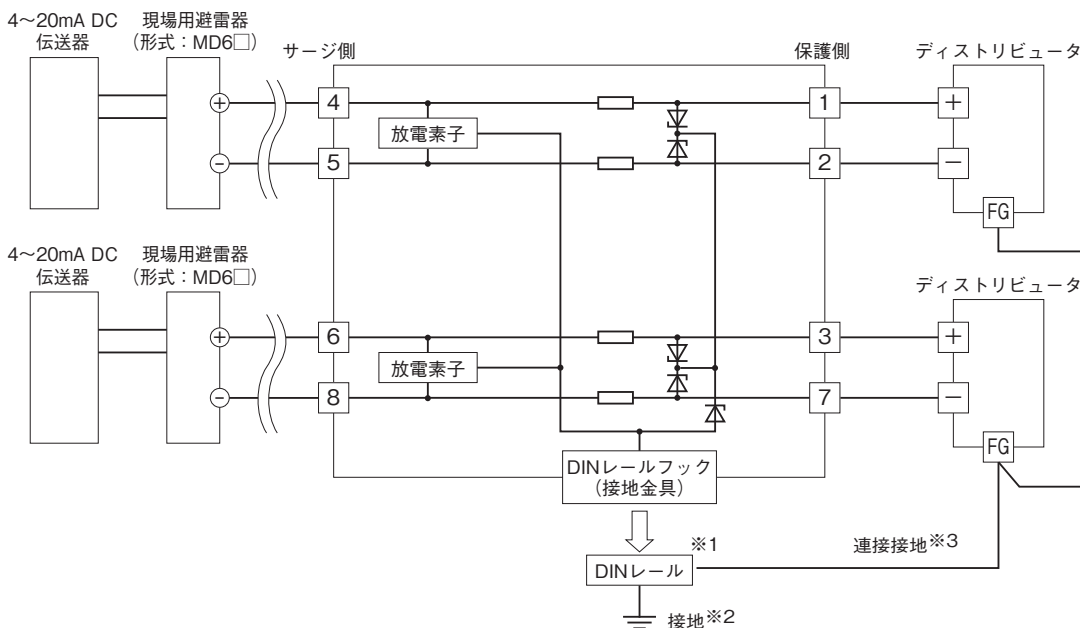 4～20mA DC
伝送器
現場用避雷器
（形式：MD6□）
サージ側
保護側
ディストリビュータ
4
5
放電素子
1
2
＋
－
＋
－
FG
4～20mA DC
伝送器
現場用避雷器
（形式：MD6□）
ディストリビュータ
6
8
放電素子
3
7
＋
－
＋
－
FG
DINレールフック
（接地金具）
※1
DINレール
連接接地※3
接地※2